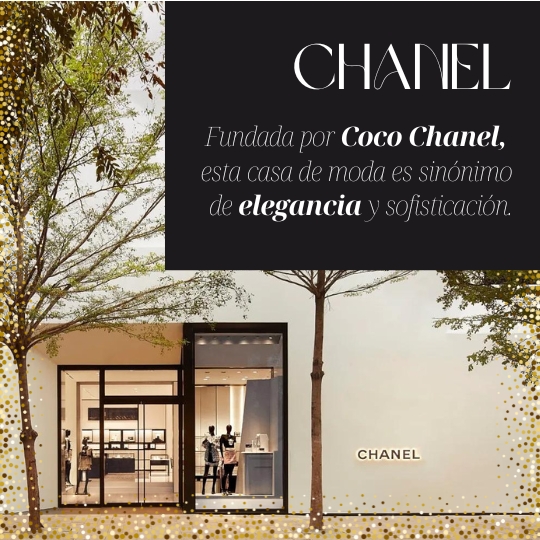 CHANEL
Fundada por Coco Chanel,
esta casa de moda es sinónimo
de elegancia y sofisticación.
CHANEL